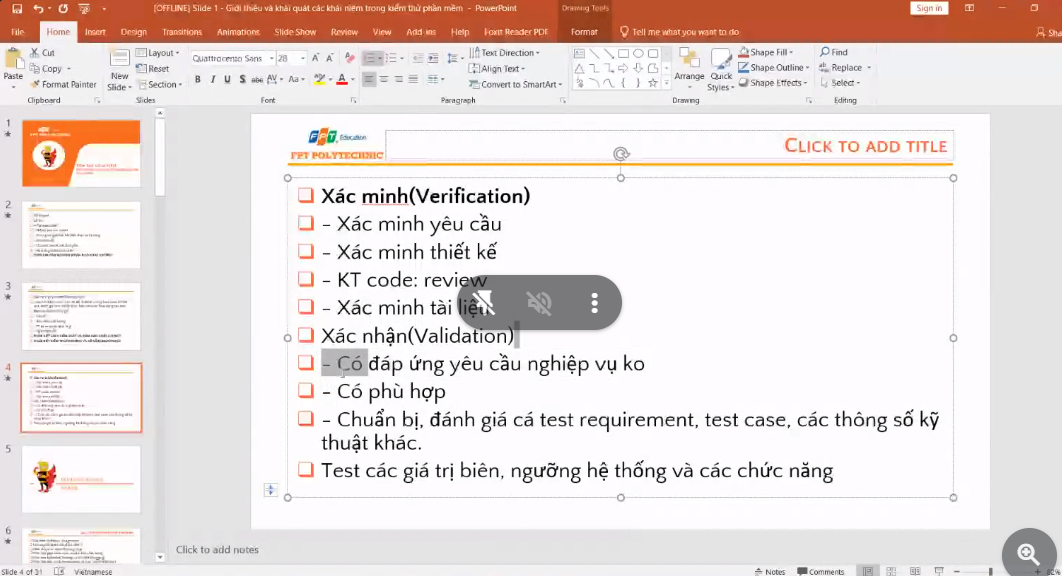 [OFFLINE] Slide 1 - Giới thiệu và khái quát các khái niệm trong kiểm thử phần mềm - PowerPoint
Drawing Tools
Sign in
File Home Insert Design Transitions Animations Slide Show Review View Add-ins Help Foxit Reader PDF Format Tell me what you want to do
Paste
Cut
Copy
Format Painter
Clipboard
New Slide
Layout
Reset
Section
Slides
Quattrocento Sans 28
Font
Text Direction
Align Text
Convert to SmartArt
Paragraph
Arrange
Quick Styles
Shape Fill
Shape Outline
Shape Effects
Drawing
Find
Replace
Select
Editing
1
2
3
4
5
6
FPT Education
FPT POLYTECHNIC
CLICK TO ADD TITLE
Xác minh(Verification)
- Xác minh yêu cầu
- Xác minh thiết kế
- KT code: review
- Xác minh tài liệu
Xác nhận(Validation)
- Có đáp ứng yêu cầu nghiệp vụ ko
- Có phù hợp
- Chuẩn bị, đánh giá cá test requirement, test case, các thông số kỹ
thuật khác.
Test các giá trị biên, ngưỡng hệ thống và các chức năng
Click to add notes
Slide 4 of 31 Vietnamese Notes Comments